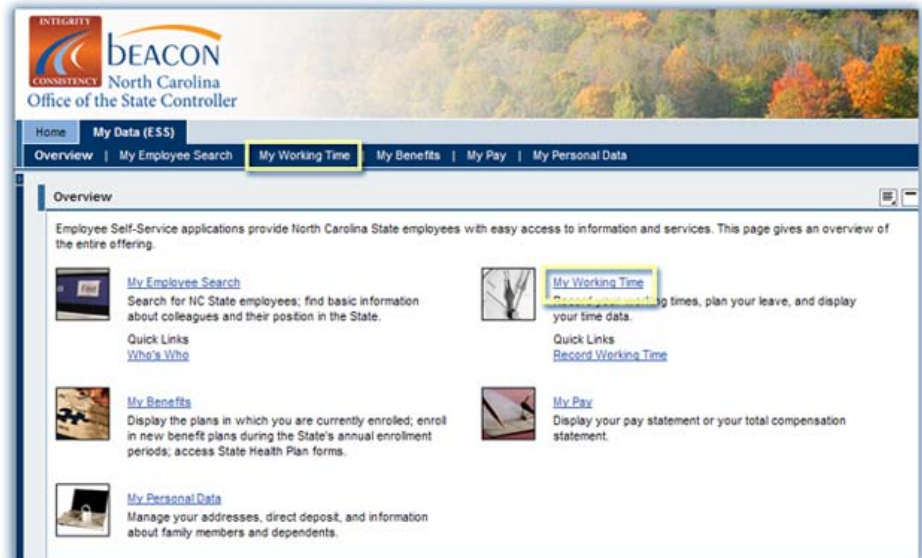 INTEGRITY
CONSISTENCY
BEACON
North Carolina
Office of the State Controller
Home My Data (ESS)
Overview | My Employee Search My Working Time | My Benefits | My Pay | My Personal Data
Overview
Employee Self-Service applications provide North Carolina State employees with easy access to information and services. This page gives an overview of
the entire offering.
My Employee Search
Search for NC State employees; find basic information
about colleagues and their position in the State.
Quick Links
Who's Who
My Working Time
Record your working times, plan your leave, and display
your time data.
Quick Links
Record Working Time
My Benefits
Display the plans in which you are currently enrolled; enroll
in new benefit plans during the State's annual enrollment
periods; access State Health Plan forms.
My Pay
Display your pay statement or your total compensation
statement.
My Personal Data
Manage your addresses, direct deposit, and information
about family members and dependents.